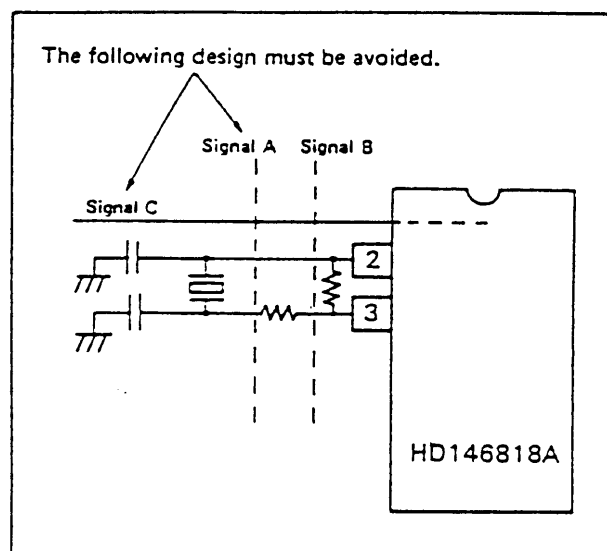 The following design must be avoided.
Signal A Signal B
Signal C
2
3
HD146818A